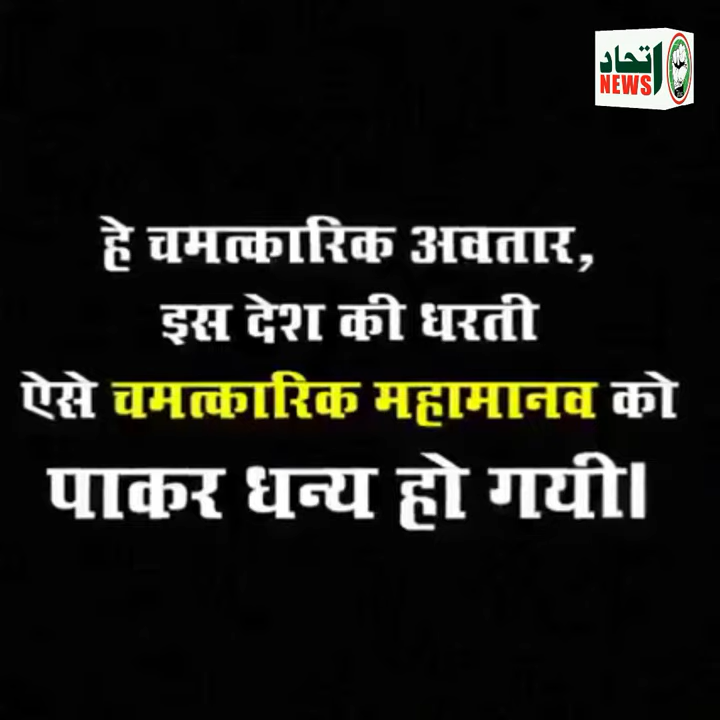 اتحاد
NEWS
हे चमत्कारिक अवतार,
इस देश की धरती
ऐसे चमत्कारिक महामानव को
पाकर धन्य हो गयी।